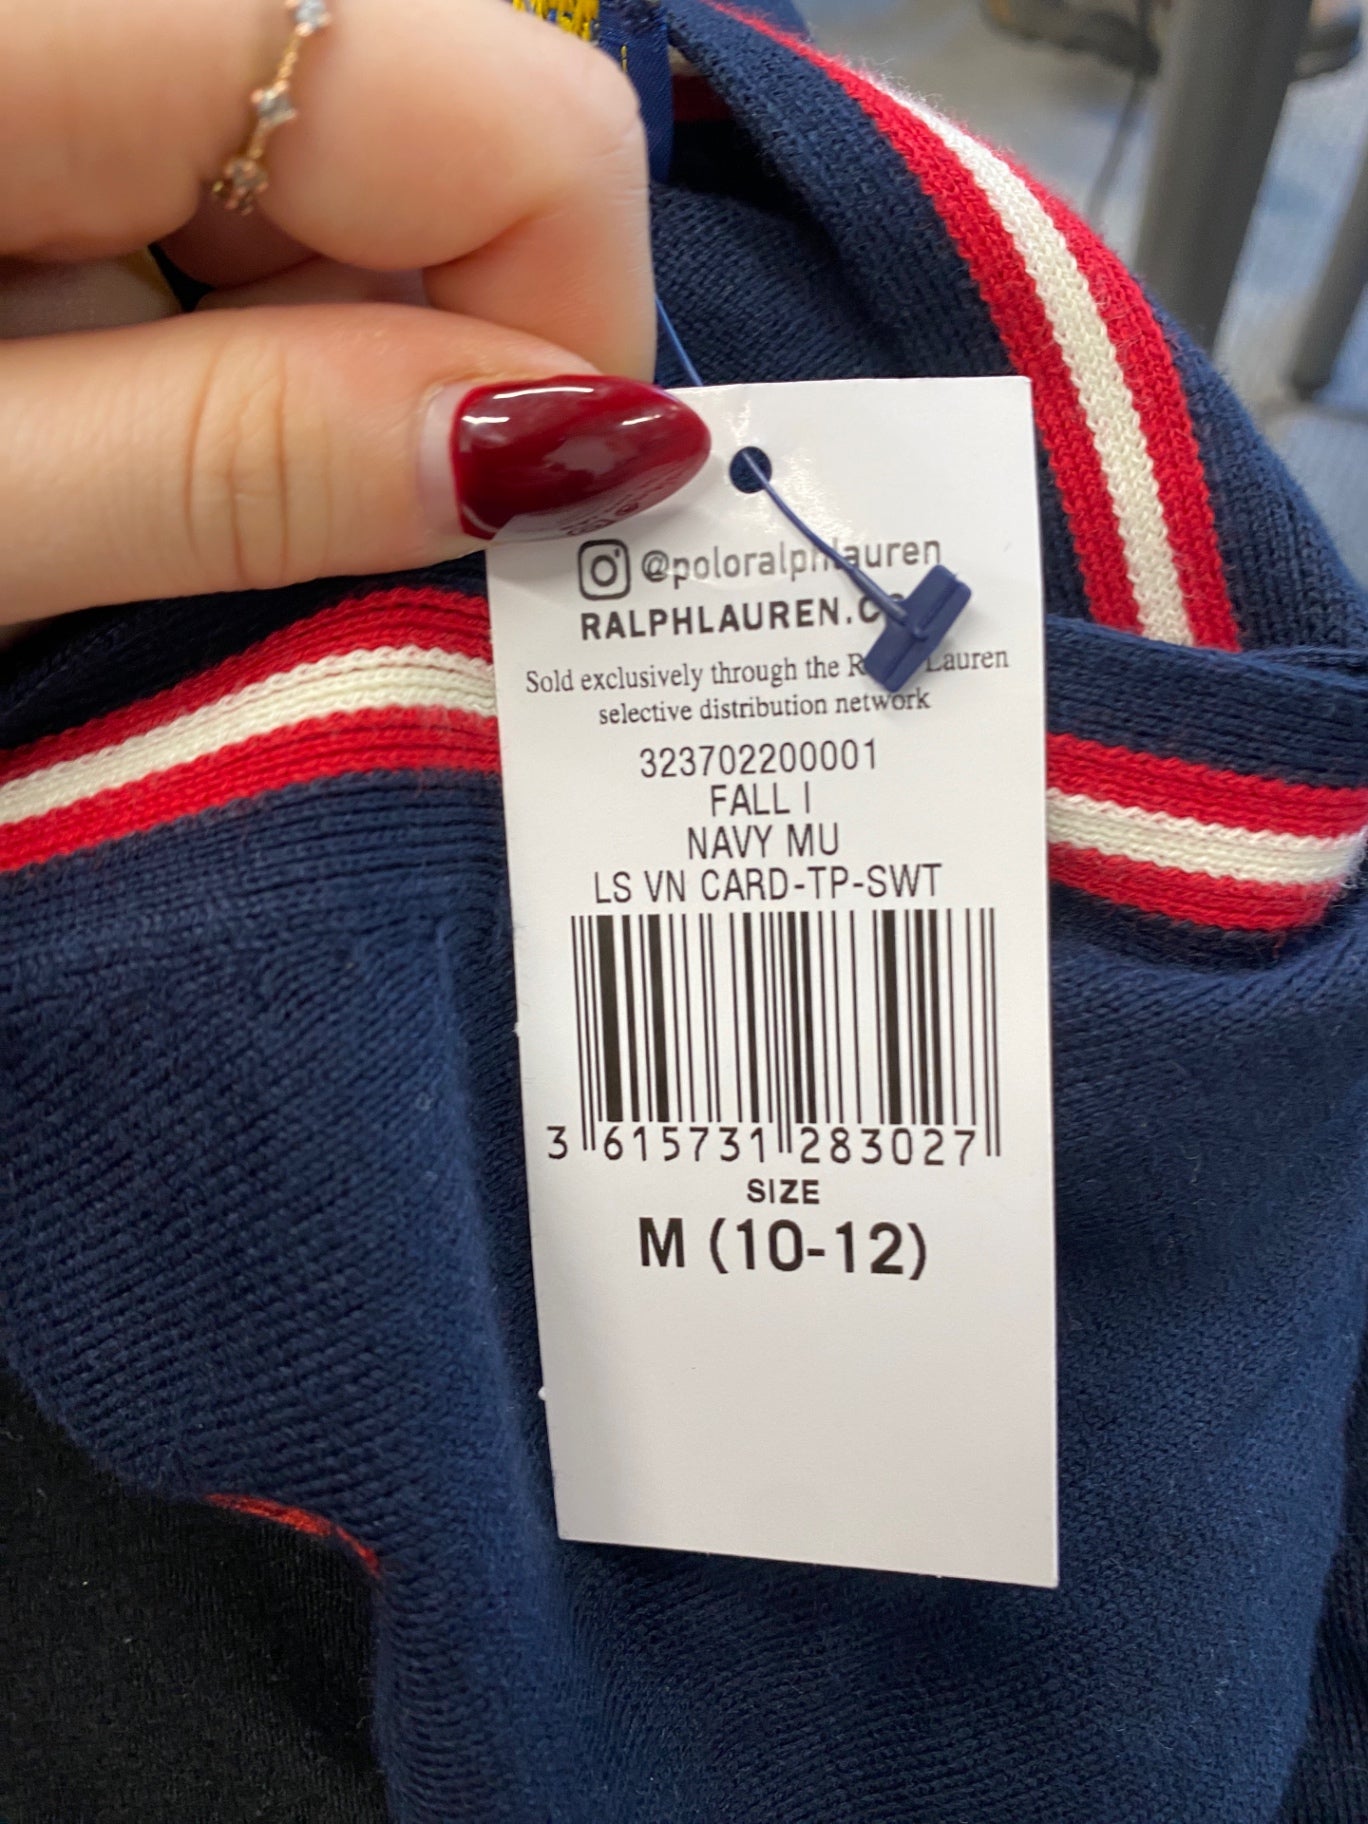 @poloralphlauren
RALPHLAUREN.C
Sold exclusively through the R Lauren
selective distribution network
323702200001
FALL I
NAVY MU
LS VN CARD-TP-SWT
3 615731 283027
SIZE
M (10-12)